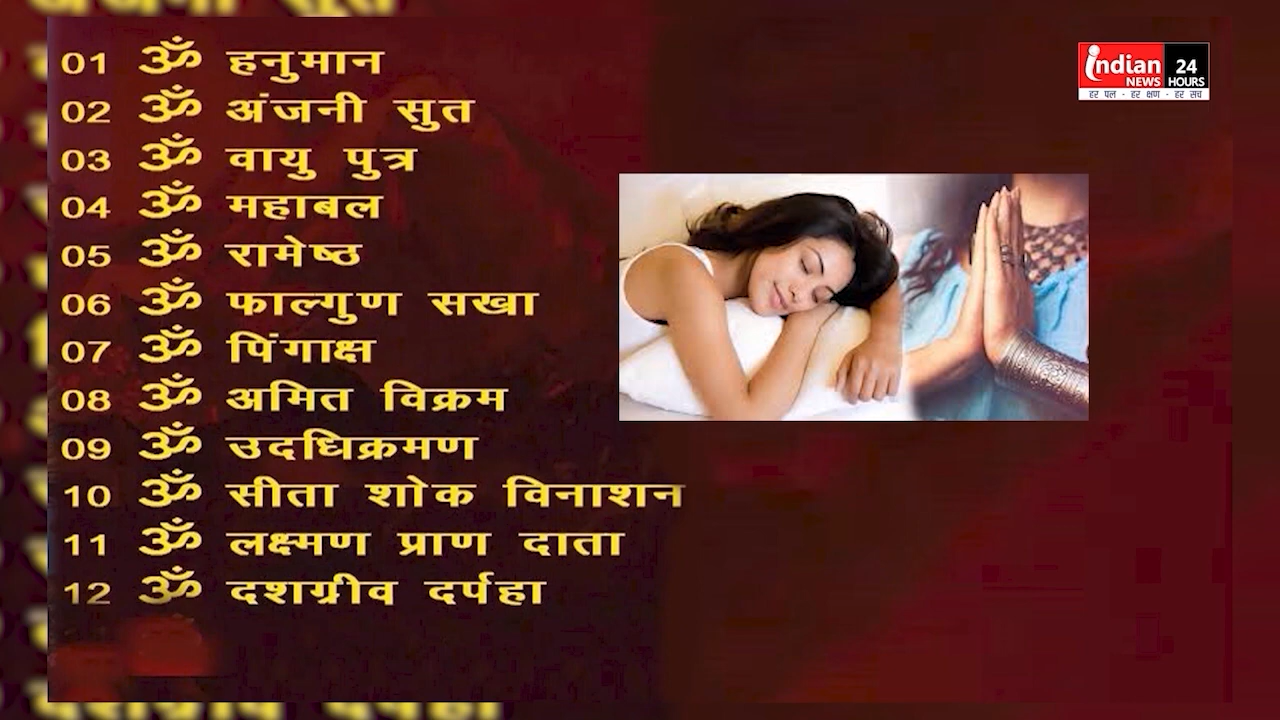 01 ॐ हनुमान
02 ॐ अंजनी सुत
03 ॐ वायु पुत्र
04 ॐ महाबल
05 ॐ रामेष्ठ
06 ॐ फाल्गुण सखा
07 ॐ पिंगाक्ष
08 ॐ अमित विक्रम
09 ॐ उदधिक्रमण
10 ॐ सीता शोक विनाशन
11 ॐ लक्ष्मण प्राण दाता
12 ॐ दशग्रीव दर्पहा
indian
NEWS
24
HOURS
हर पल - हर क्षण - हर सच